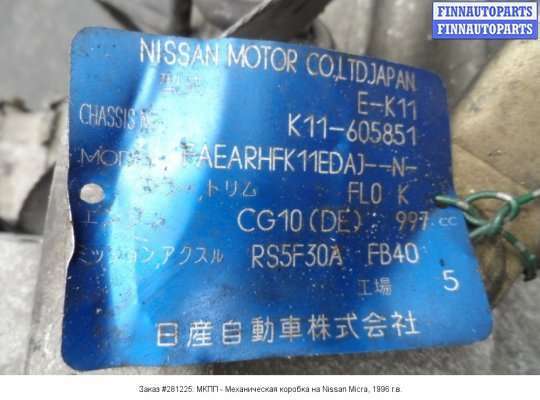 FINNAUTOPARTS
FINNAUTOPARTS
NISSAN MOTOR CO.,LTD.JAPAN.
E-K11
CHASSIS
K11-605851
AEARHFK11EDAJ--N-
トリム FL0 K
CG10(DE) 997 CC
ミッション,アクスル RS5F30A FB40
工場 5
日産自動車株式会社
Заказ #281225: МКПП - Механическая коробка на Nissan Micra, 1996 г.в.